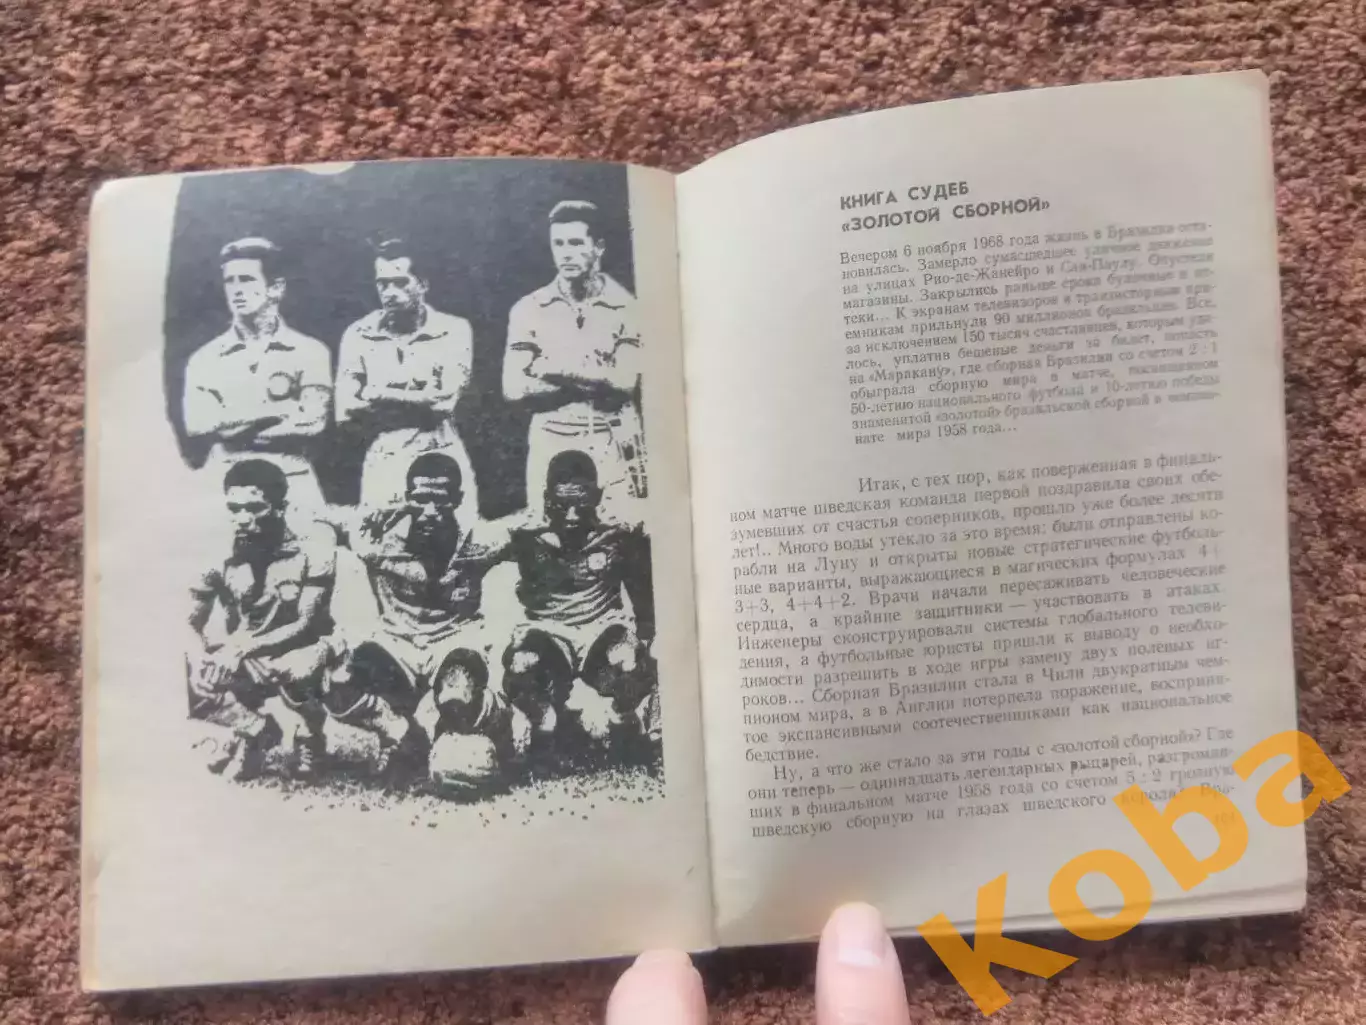 КНИГА СУДЕБ
«ЗОЛОТОЙ СБОРНОЙ»
Вечером 6 ноября 1968 года жизнь в Бразилии оста-
новилась. Замерло сумасшедшее уличное движение
на улицах Рио-де-Жанейро и Сан-Паулу. Опустели
магазины. Закрылись раньше срока
теки... К экранам телевизоров и транзисторным при-
емникам прильнули 90 миллионов бразильцев. Все,
за исключением 150 тысяч счастливцев, которым уда-
лось, уплатив бешеные деньги за билет, попасть
на «Маракану», где сборная Бразилии со счетом 2 : 1
обыграла сборную мира в матче, посвященном
50-летию национального футбола и 10-летию победы
знаменитой «золотой» бразильской сборной в чемпио-
нате мира 1958 года...
Итак, с тех пор, как поверженная в финаль-
ном матче шведская команда первой поздравила своих обе-
зумевших от счастья соперников, прошло уже более десяти
лет!.. Много воды утекло за это время: были отправлены ко-
рабли на Луну и открыты новые стратегические футболь-
ные варианты, выражающиеся в магических формулах 4+
3+3, 4+4+2. Врачи начали пересаживать человеческие
сердца, а крайние защитники — участвовать в атаках.
Инженеры сконструировали системы глобального телеви-
дения, а футбольные юристы пришли к выводу о необхо-
димости разрешить в ходе игры замену двух полевых иг-
роков... Сборная Бразилии стала в Чили двукратным чем-
пионом мира, а в Англии потерпела поражение, восприня-
тое экспансивными соотечественниками как национальное
бедствие.
Ну, а что же стало за эти годы с «золотой сборной»? Где
они теперь — одиннадцать легендарных рыцарей, разгромив-
ших в финальном матче 1958 года со счетом 5 : 2 грозную
шведскую сборную на глазах шведского короля? Бра-
Koba